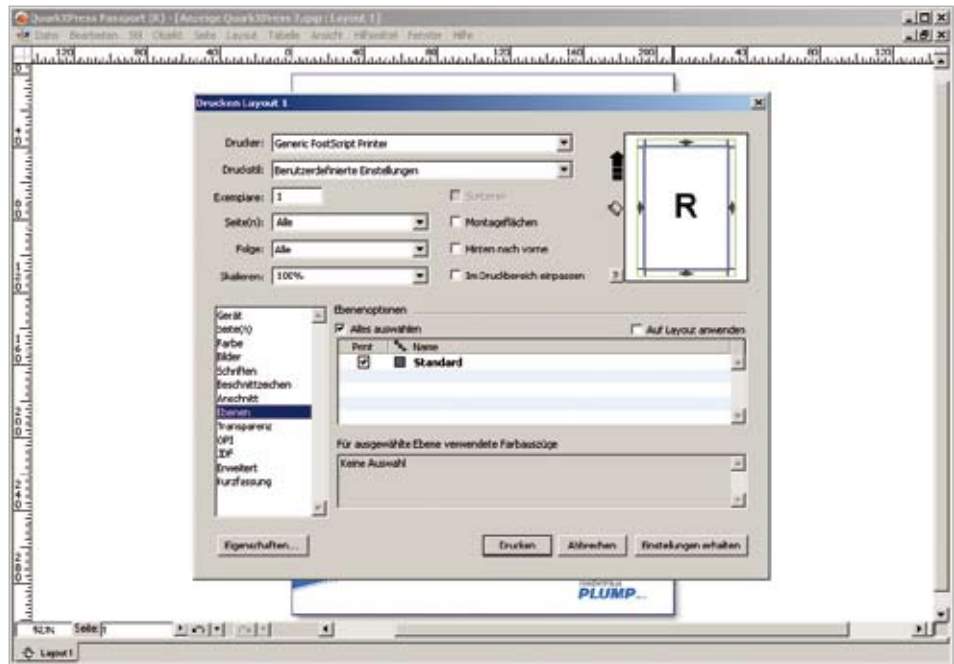 QuarkXPress Passport (R) - [Anzeige QuarkXPress 7.qxp : Layout 1]
Datei Bearbeiten Stil Objekt Seite Layout Tabelle Ansicht Hilfsmittel Fenster Hilfe
Drucken Layout 1
Drucker: Generic PostScript Printer
Druckstil: Benutzerdefinierte Einstellungen
Exemplare: 1 Sortieren
Seite(n): Alle Montageflächen
Folge: Alle Hinten nach vorne
Skalieren: 100% Im Druckbereich einpassen ?
R
Gerät
Seite(n)
Farbe
Bilder
Schriften
Beschnittzeichen
Anschnitt
Ebenen
Transparenz
OPI
JDF
Erweitert
Kurzfassung
Ebenenoptionen
Alles auswählen Auf Layout anwenden
Print Name
Standard
Für ausgewählte Ebene verwendete Farbauszüge
Keine Auswahl
Eigenschaften... Drucken Abbrechen Einstellungen erhalten
PLUMP
Seite: 1
Layout 1